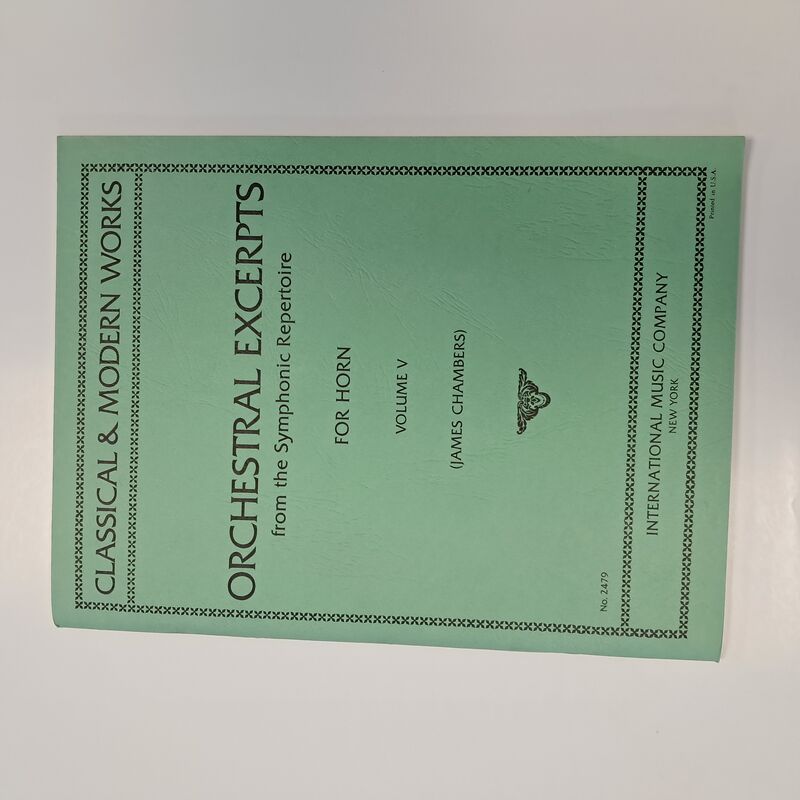 CLASSICAL & MODERN WORKS
ORCHESTRAL EXCERPTS
from the Symphonic Repertoire
FOR HORN
VOLUME V
(JAMES CHAMBERS)
No. 2479
INTERNATIONAL MUSIC COMPANY
NEW YORK
Printed in U.S.A.